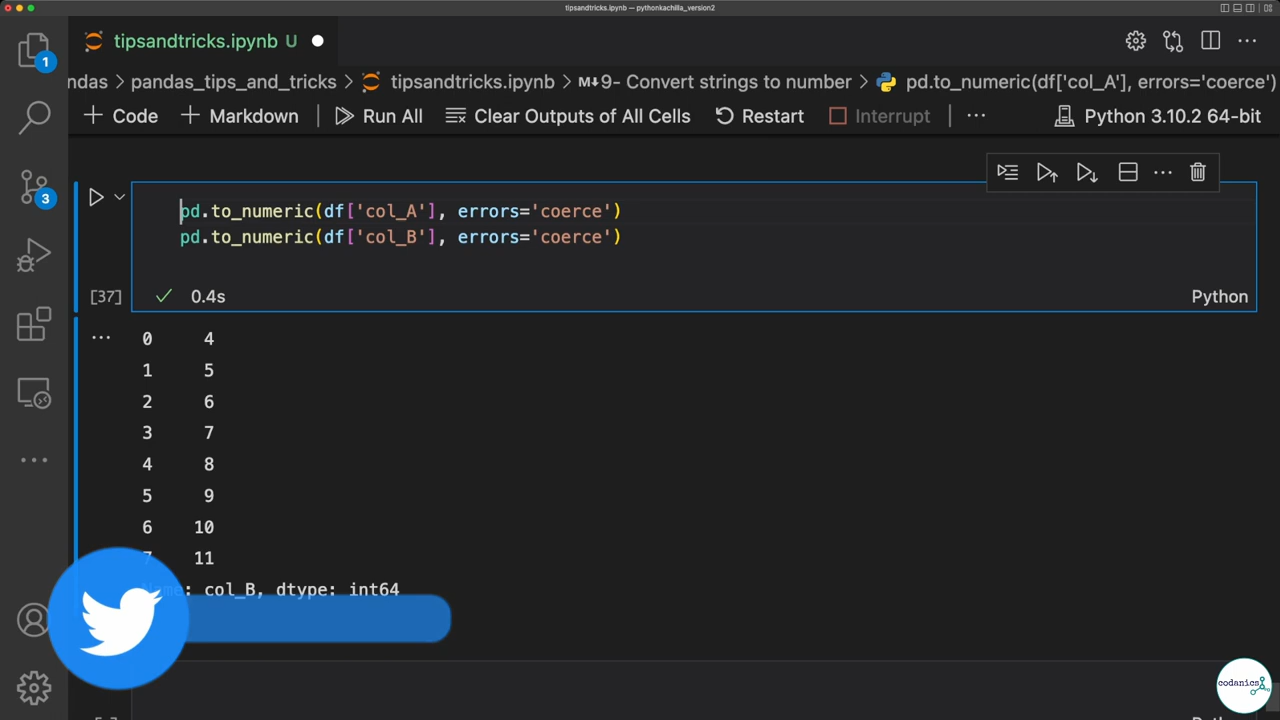 tipsandtricks.ipynb — pythonkachilla_version2
tipsandtricks.ipynb U
ndas > pandas_tips_and_tricks > tipsandtricks.ipynb > M↓9- Convert strings to number > pd.to_numeric(df['col_A'], errors='coerce')
+ Code + Markdown | Run All Clear Outputs of All Cells Restart Interrupt | ... Python 3.10.2 64-bit
1
3
pd.to_numeric(df['col_A'], errors='coerce')
pd.to_numeric(df['col_B'], errors='coerce')
[37] ✓ 0.4s Python
... 0 4
1 5
2 6
3 7
4 8
5 9
6 10
7 11
Name: col_B, dtype: int64
codanics